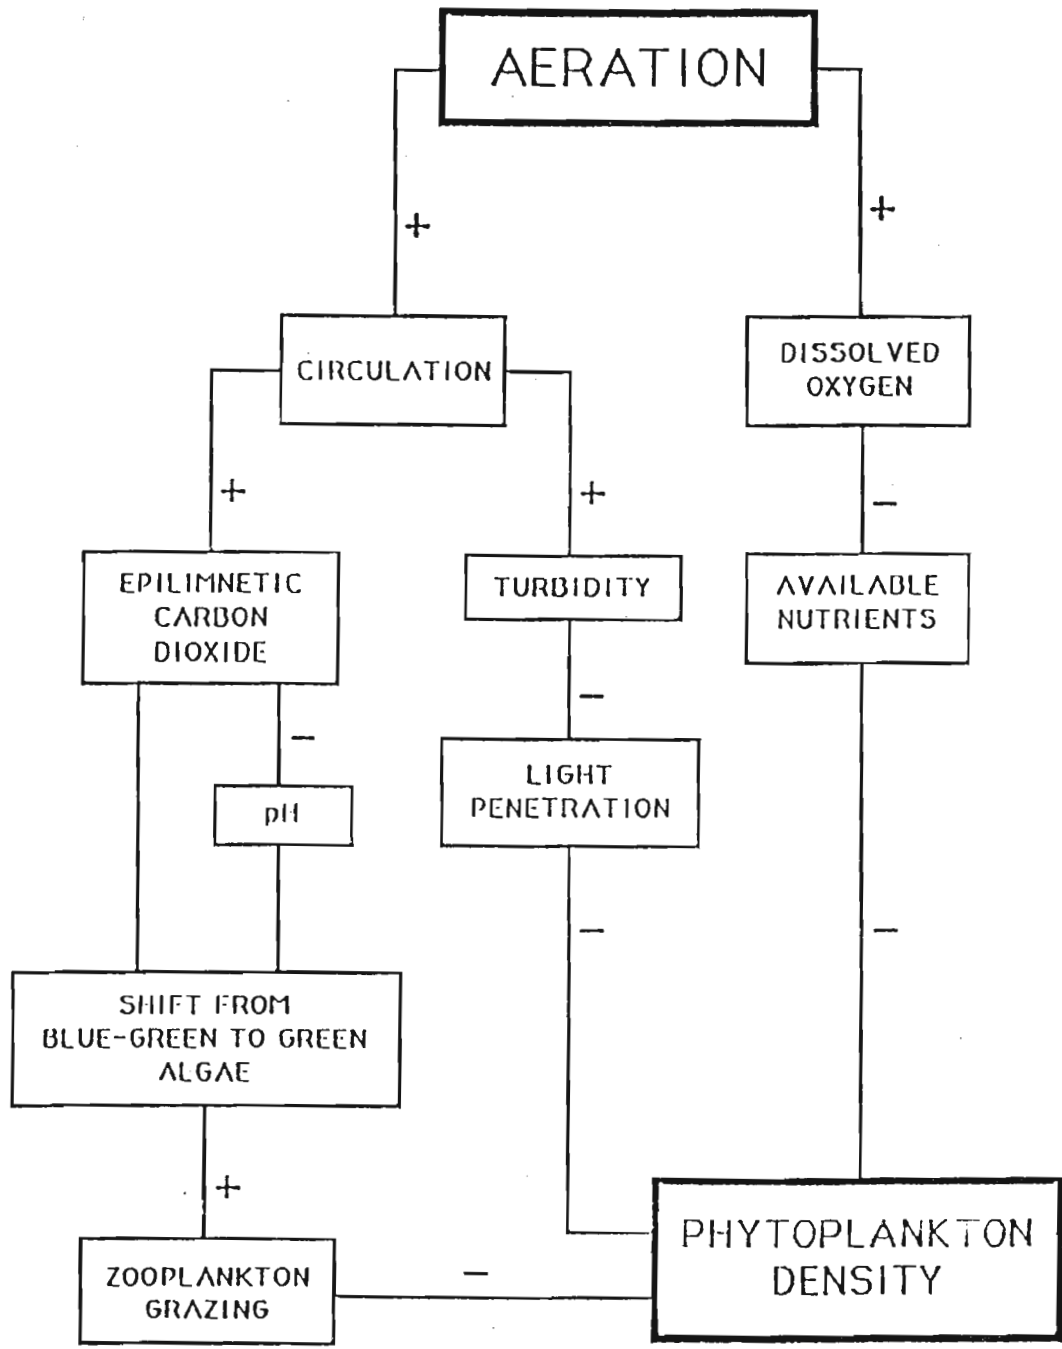 AERATION
+
+
CIRCULATION
DISSOLVED
OXYGEN
+
+
−
EPILIMNETIC
CARBON
DIOXIDE
TURBIDITY
AVAILABLE
NUTRIENTS
−
−
pH
LIGHT
PENETRATION
−
−
SHIFT FROM
BLUE-GREEN TO GREEN
ALGAE
+
ZOOPLANKTON
GRAZING
−
PHYTOPLANKTON
DENSITY